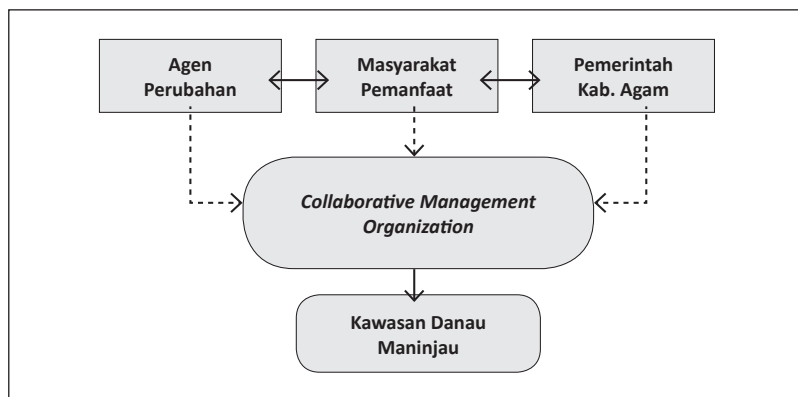 Agen
Perubahan
Masyarakat
Pemanfaat
Pemerintah
Kab. Agam
Collaborative Management
Organization
Kawasan Danau
Maninjau